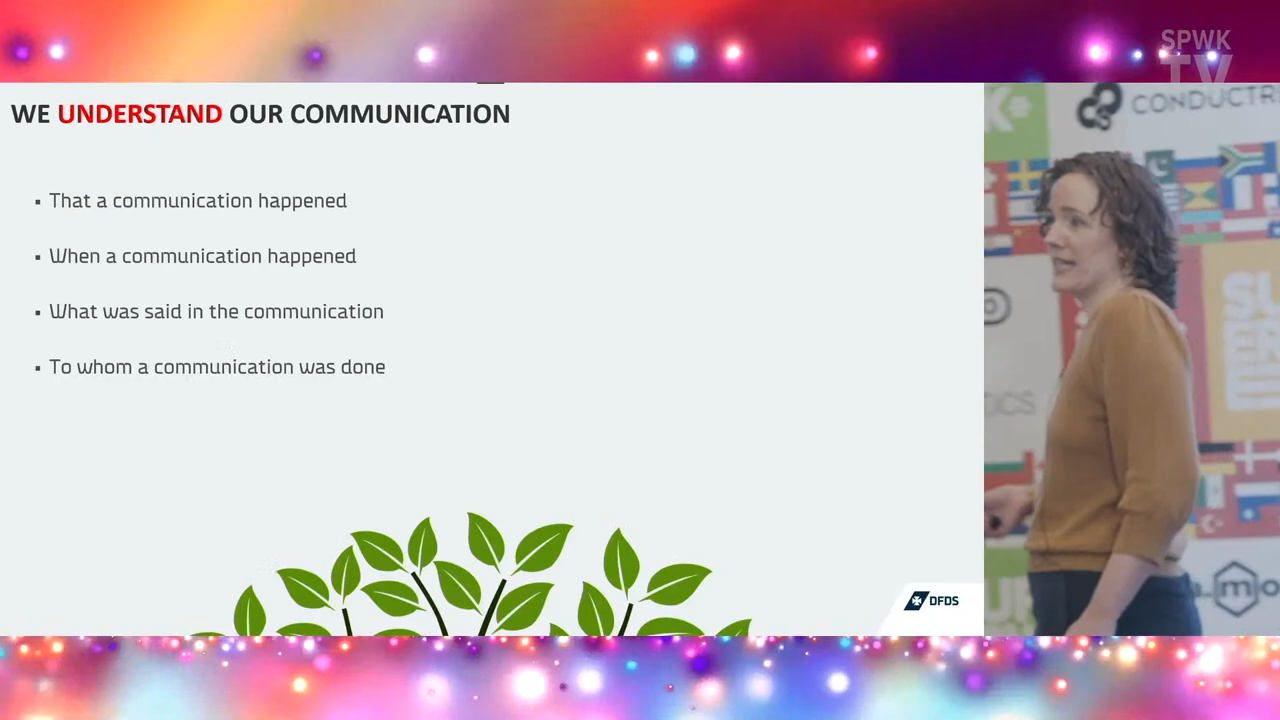 SPWK
TV
WE UNDERSTAND OUR COMMUNICATION
▪ That a communication happened
▪ When a communication happened
▪ What was said in the communication
▪ To whom a communication was done
DFDS
K
CONDUCTR